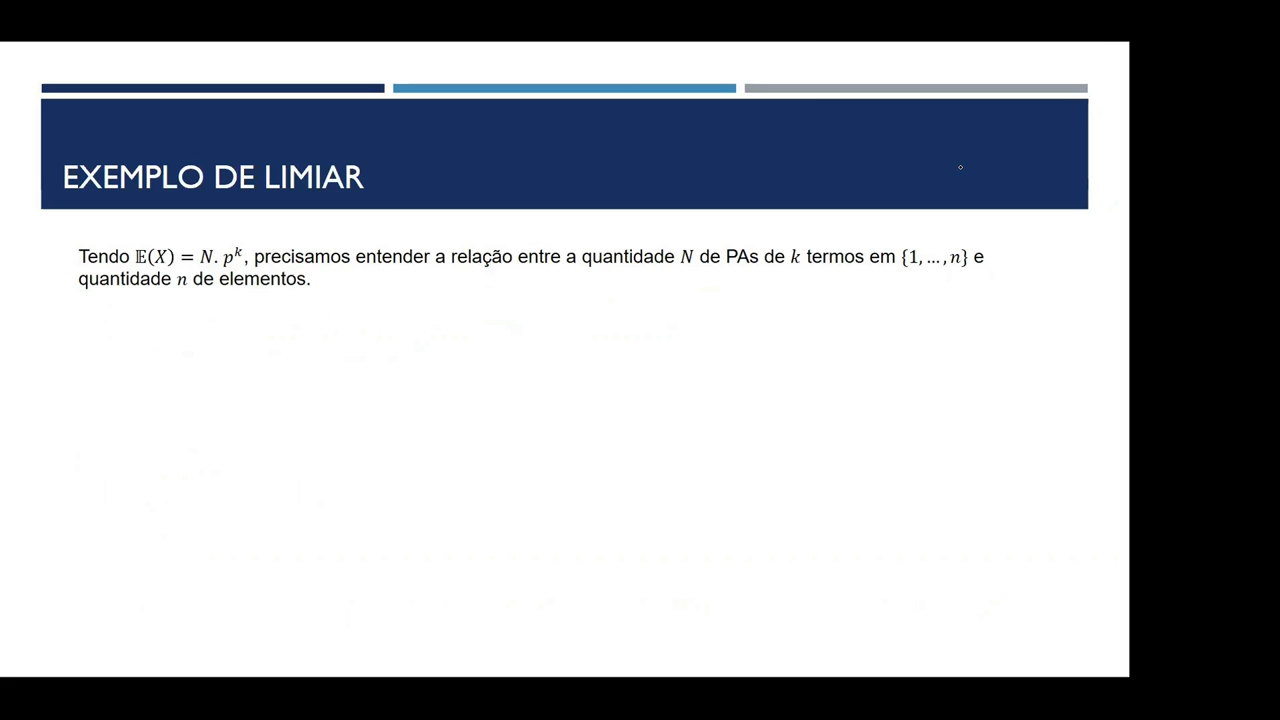 EXEMPLO DE LIMIAR
Tendo 𝔼(X) = N. p^k, precisamos entender a relação entre a quantidade N de PAs de k termos em {1, … , n} e
quantidade n de elementos.